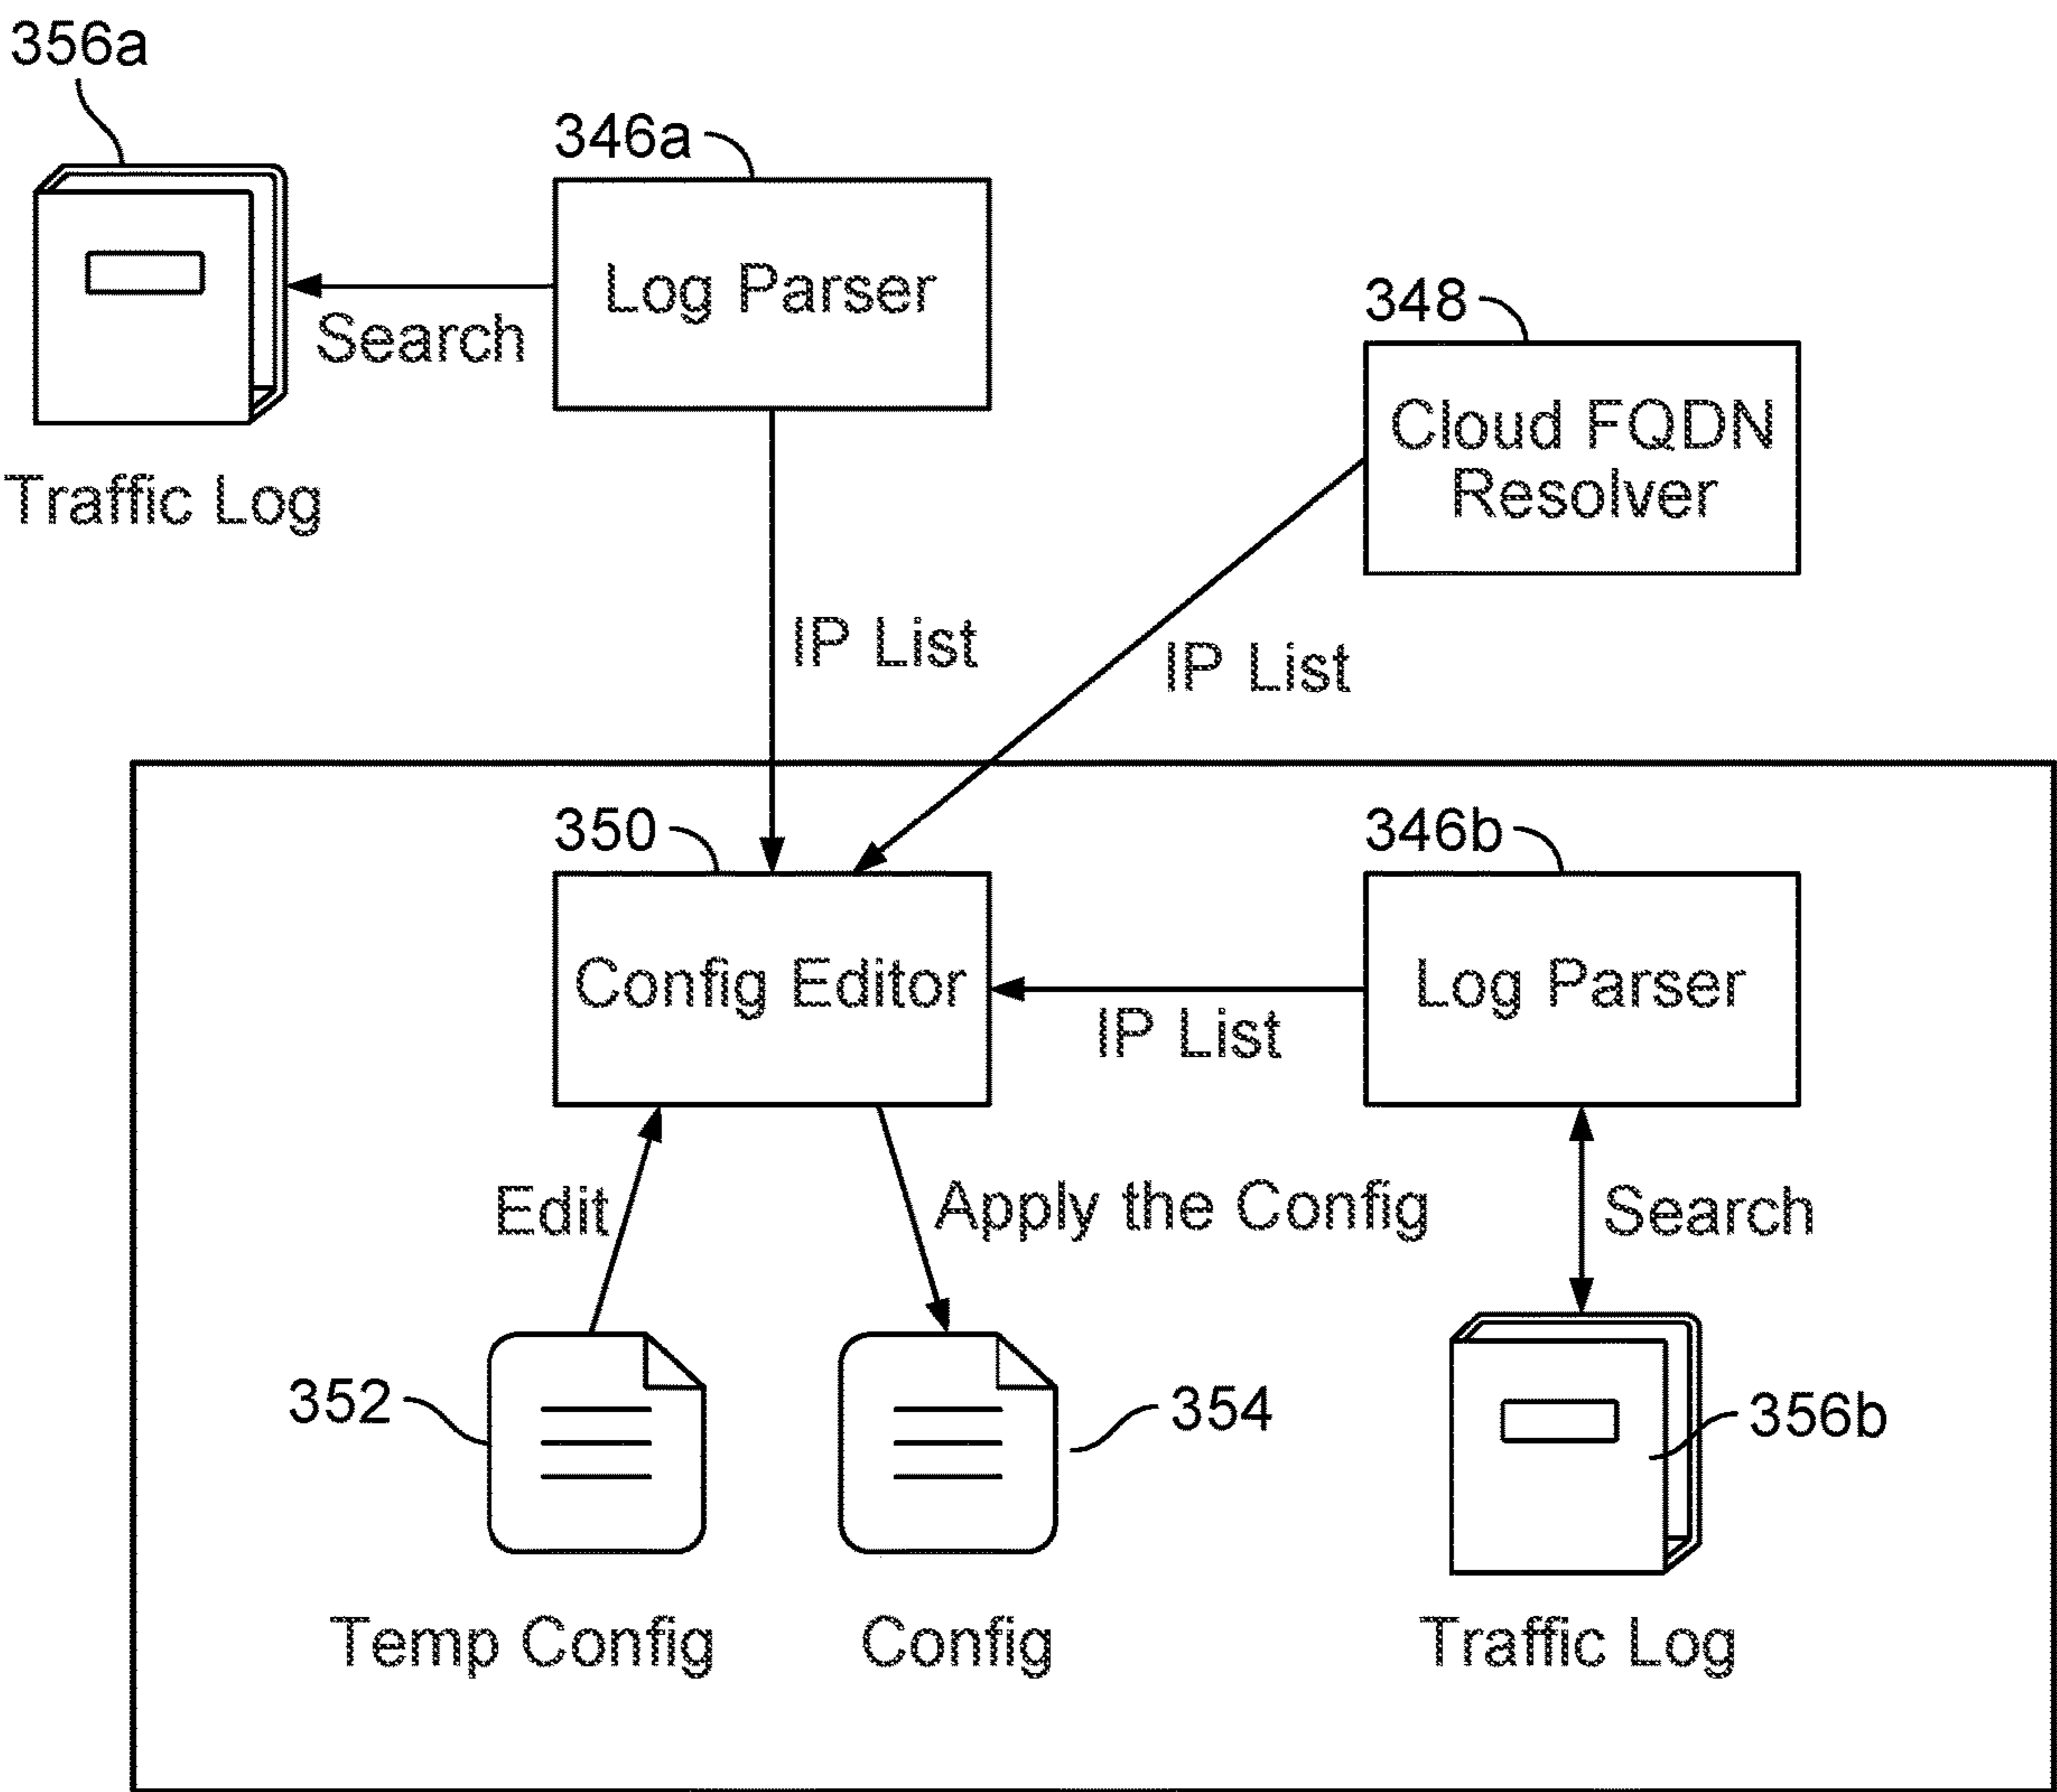 356a
346a
Log Parser
Search
Traffic Log
348
Cloud FQDN
Resolver
IP List
IP List
350
Config Editor
346b
Log Parser
IP List
Edit
Apply the Config
Search
352
354
356b
Temp Config
Config
Traffic Log